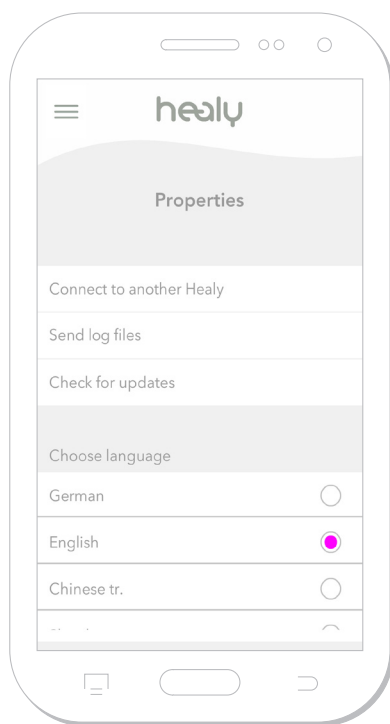 healy
Properties
Connect to another Healy
Send log files
Check for updates
Choose language
German
English
Chinese tr.